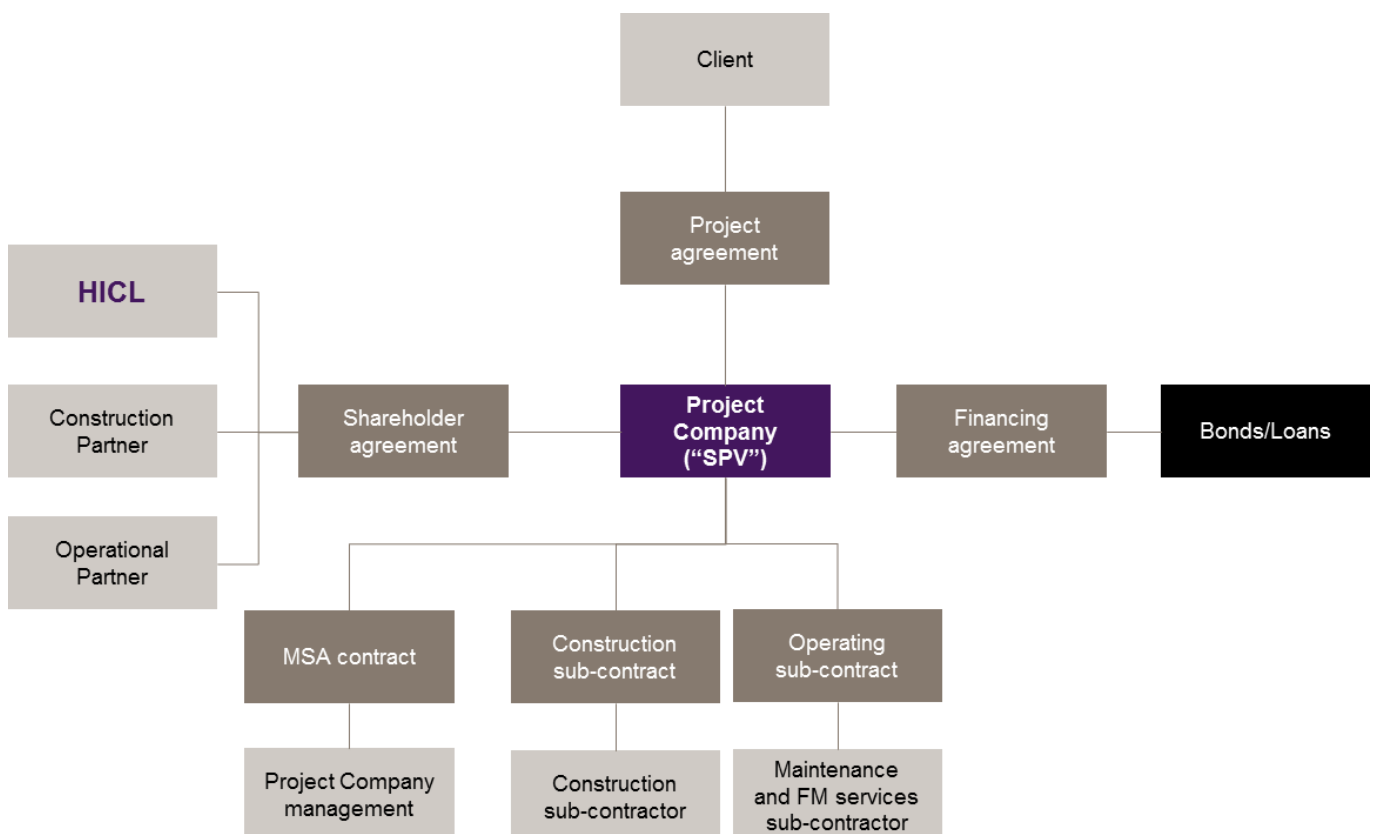 Client
Project
agreement
HICL
Construction
Partner
Shareholder
agreement
Project
Company
(“SPV”)
Financing
agreement
Bonds/Loans
Operational
Partner
MSA contract
Construction
sub-contract
Operating
sub-contract
Project Company
management
Construction
sub-contractor
Maintenance
and FM services
sub-contractor